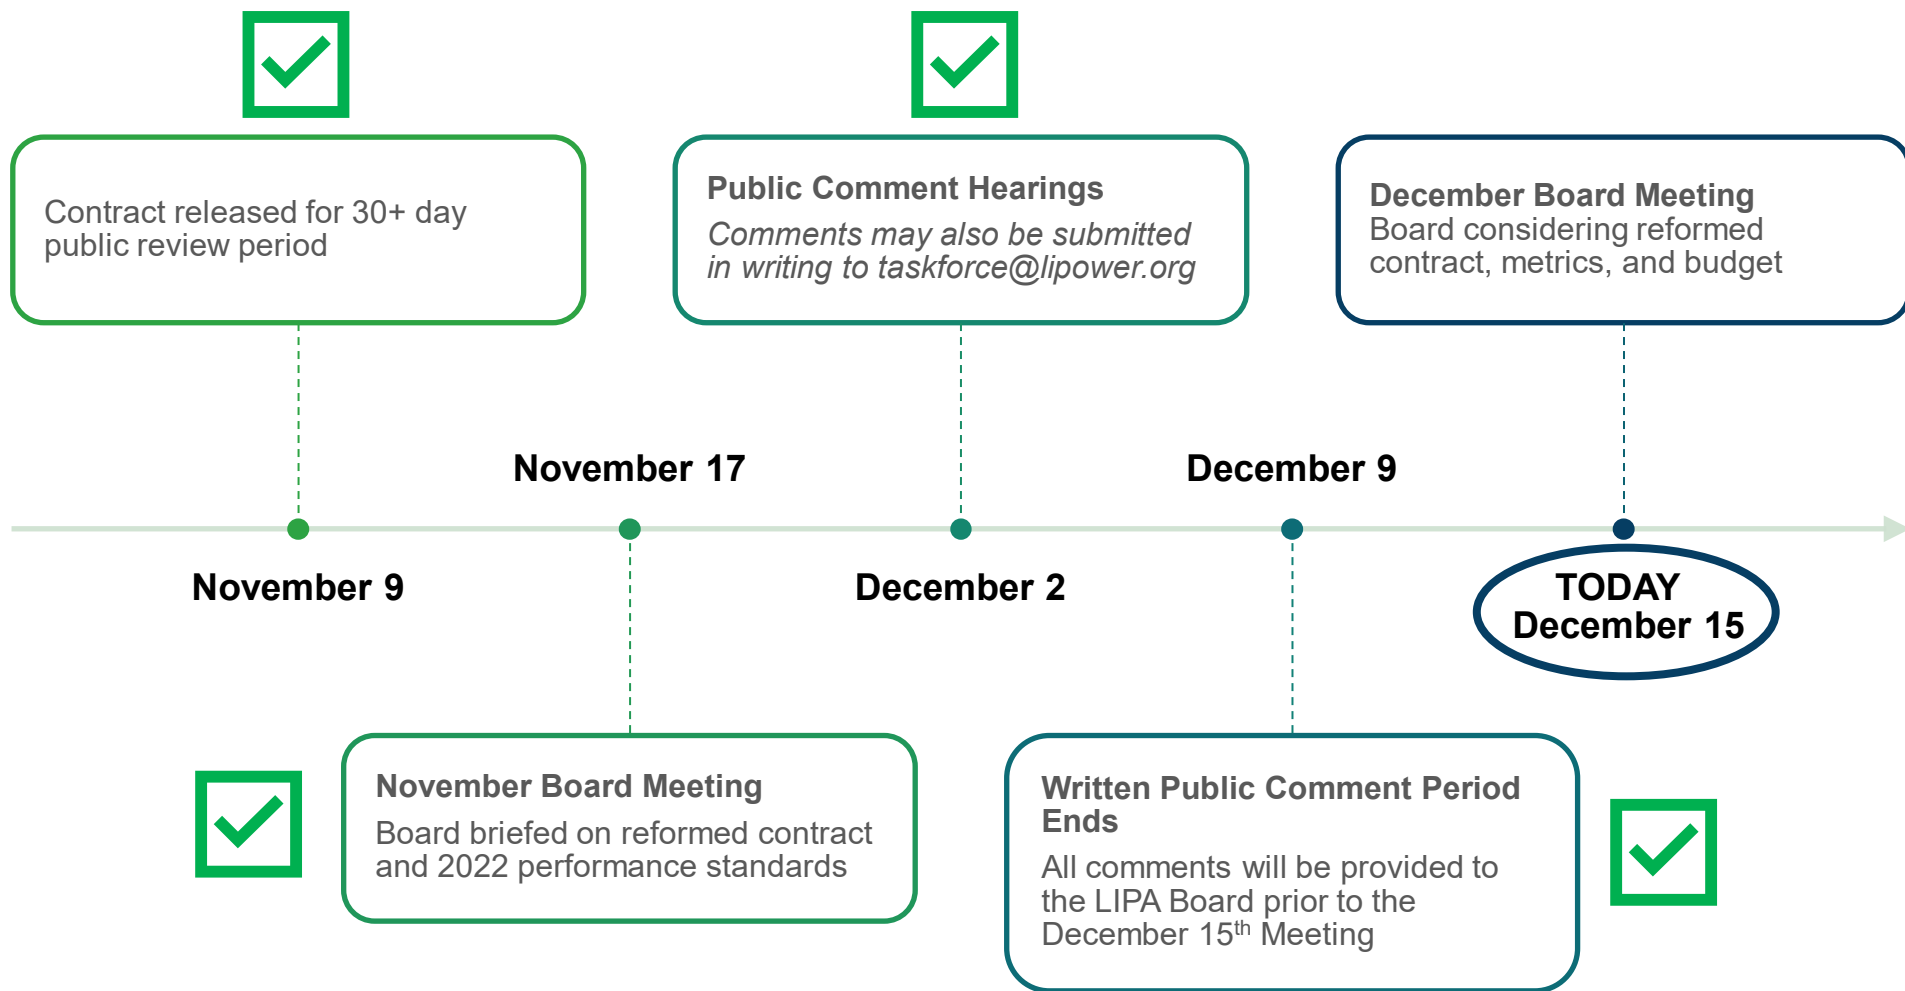 Contract released for 30+ day
public review period
Public Comment Hearings
Comments may also be submitted
in writing to taskforce@lipower.org
December Board Meeting
Board considering reformed
contract, metrics, and budget
November 17
December 9
November 9
December 2
TODAY
December 15
November Board Meeting
Board briefed on reformed contract
and 2022 performance standards
Written Public Comment Period
Ends
All comments will be provided to
the LIPA Board prior to the
December 15th Meeting